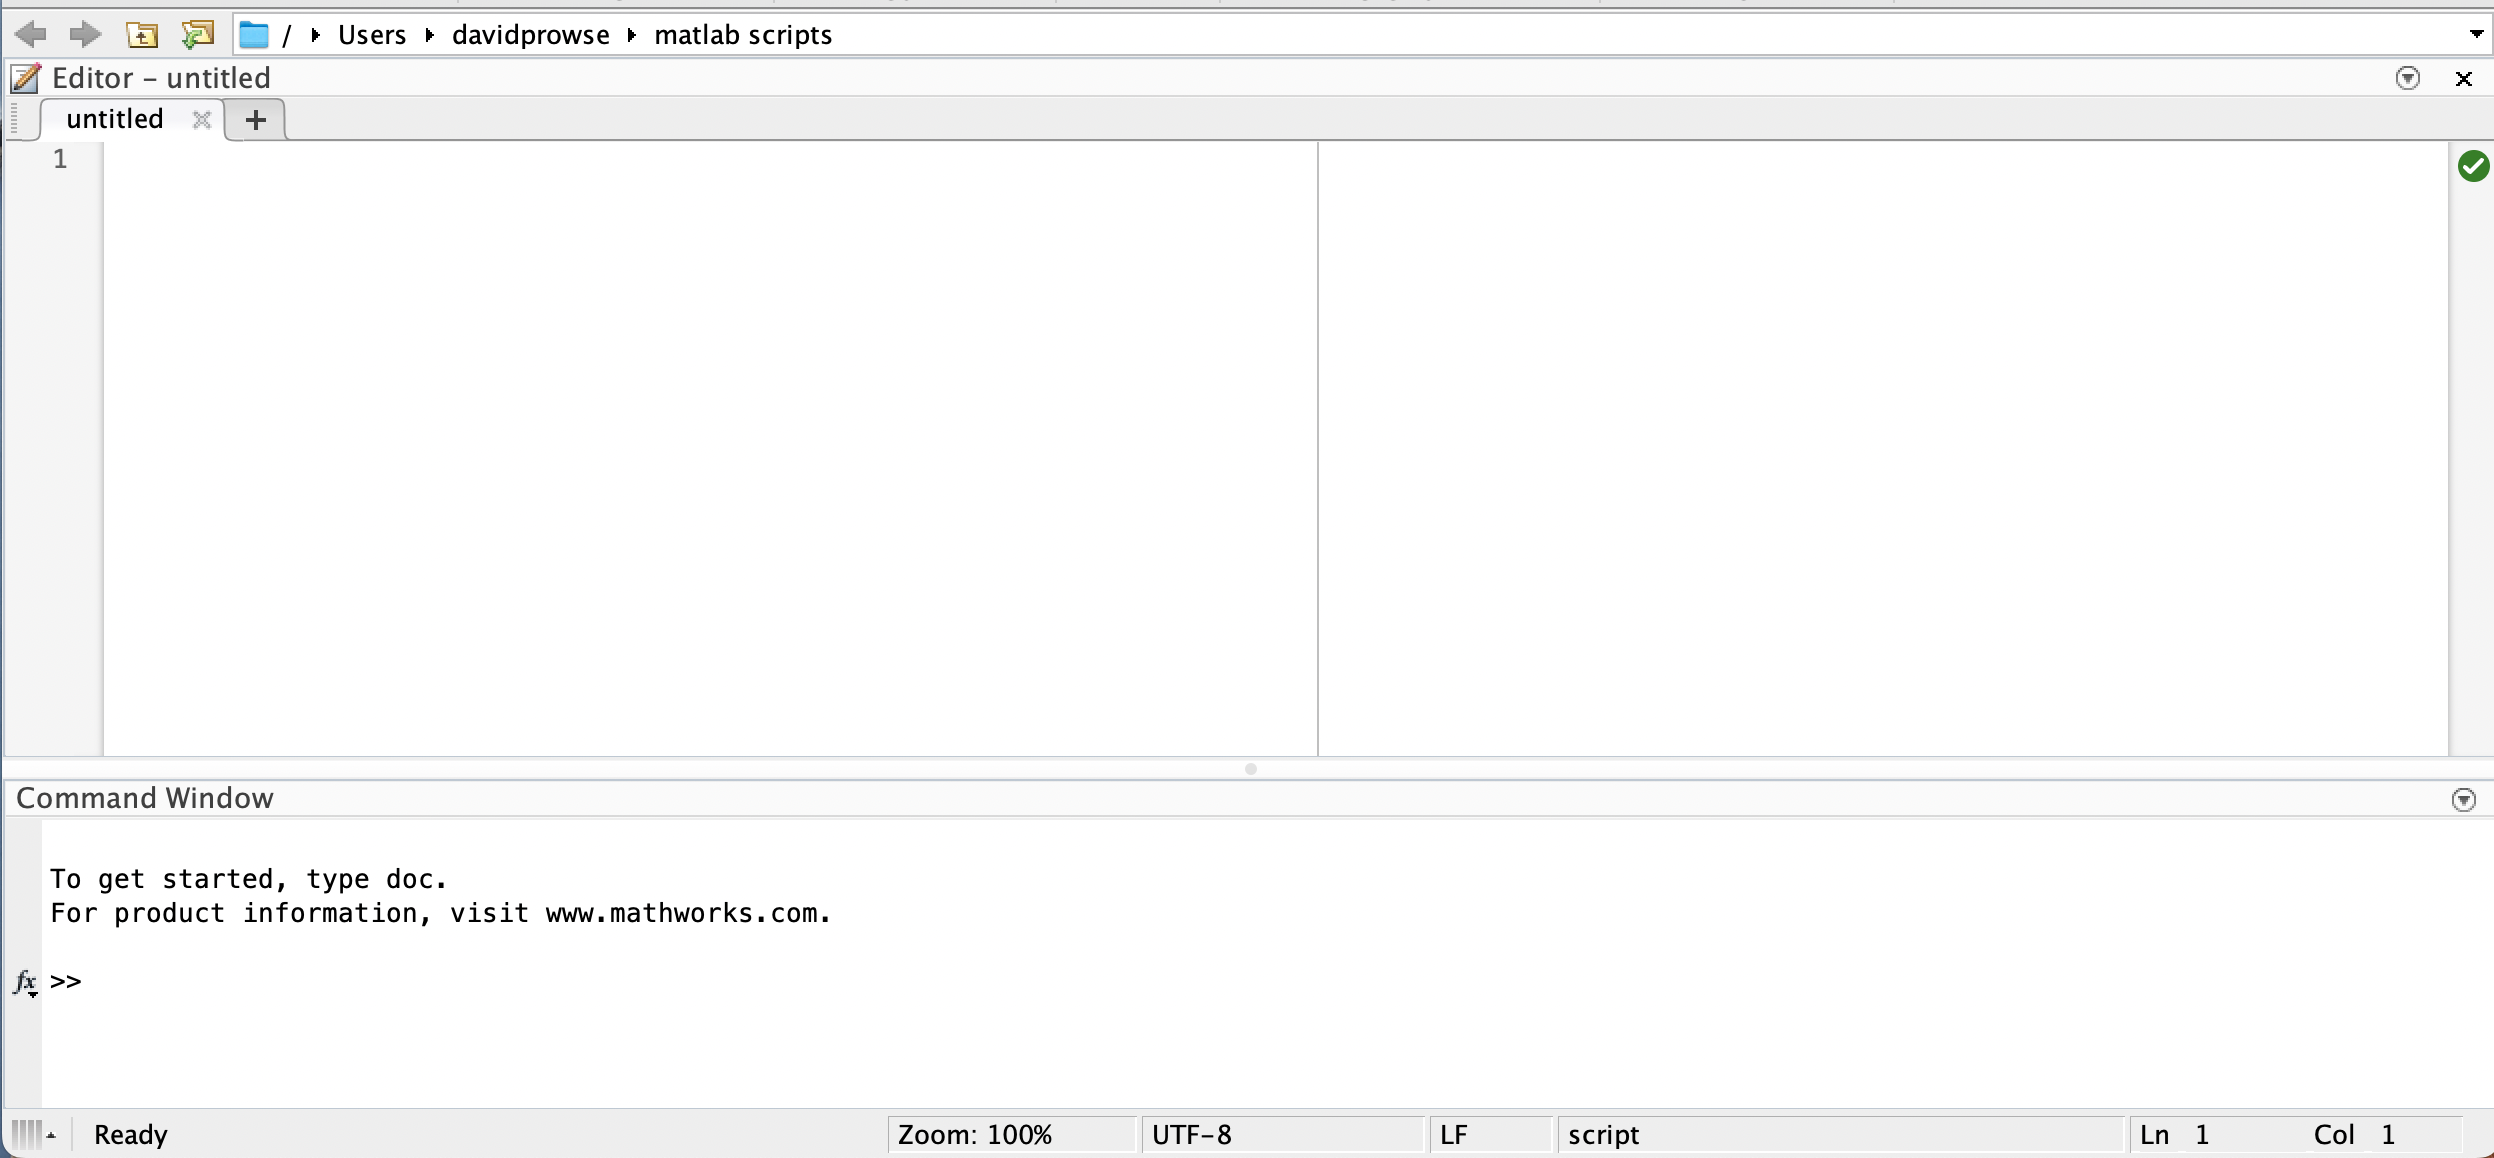 / Users davidprowse matlab scripts
Editor – untitled
untitled
1
Command Window
To get started, type doc.
For product information, visit www.mathworks.com.
fx >>
Ready Zoom: 100% UTF-8 LF script Ln 1 Col 1